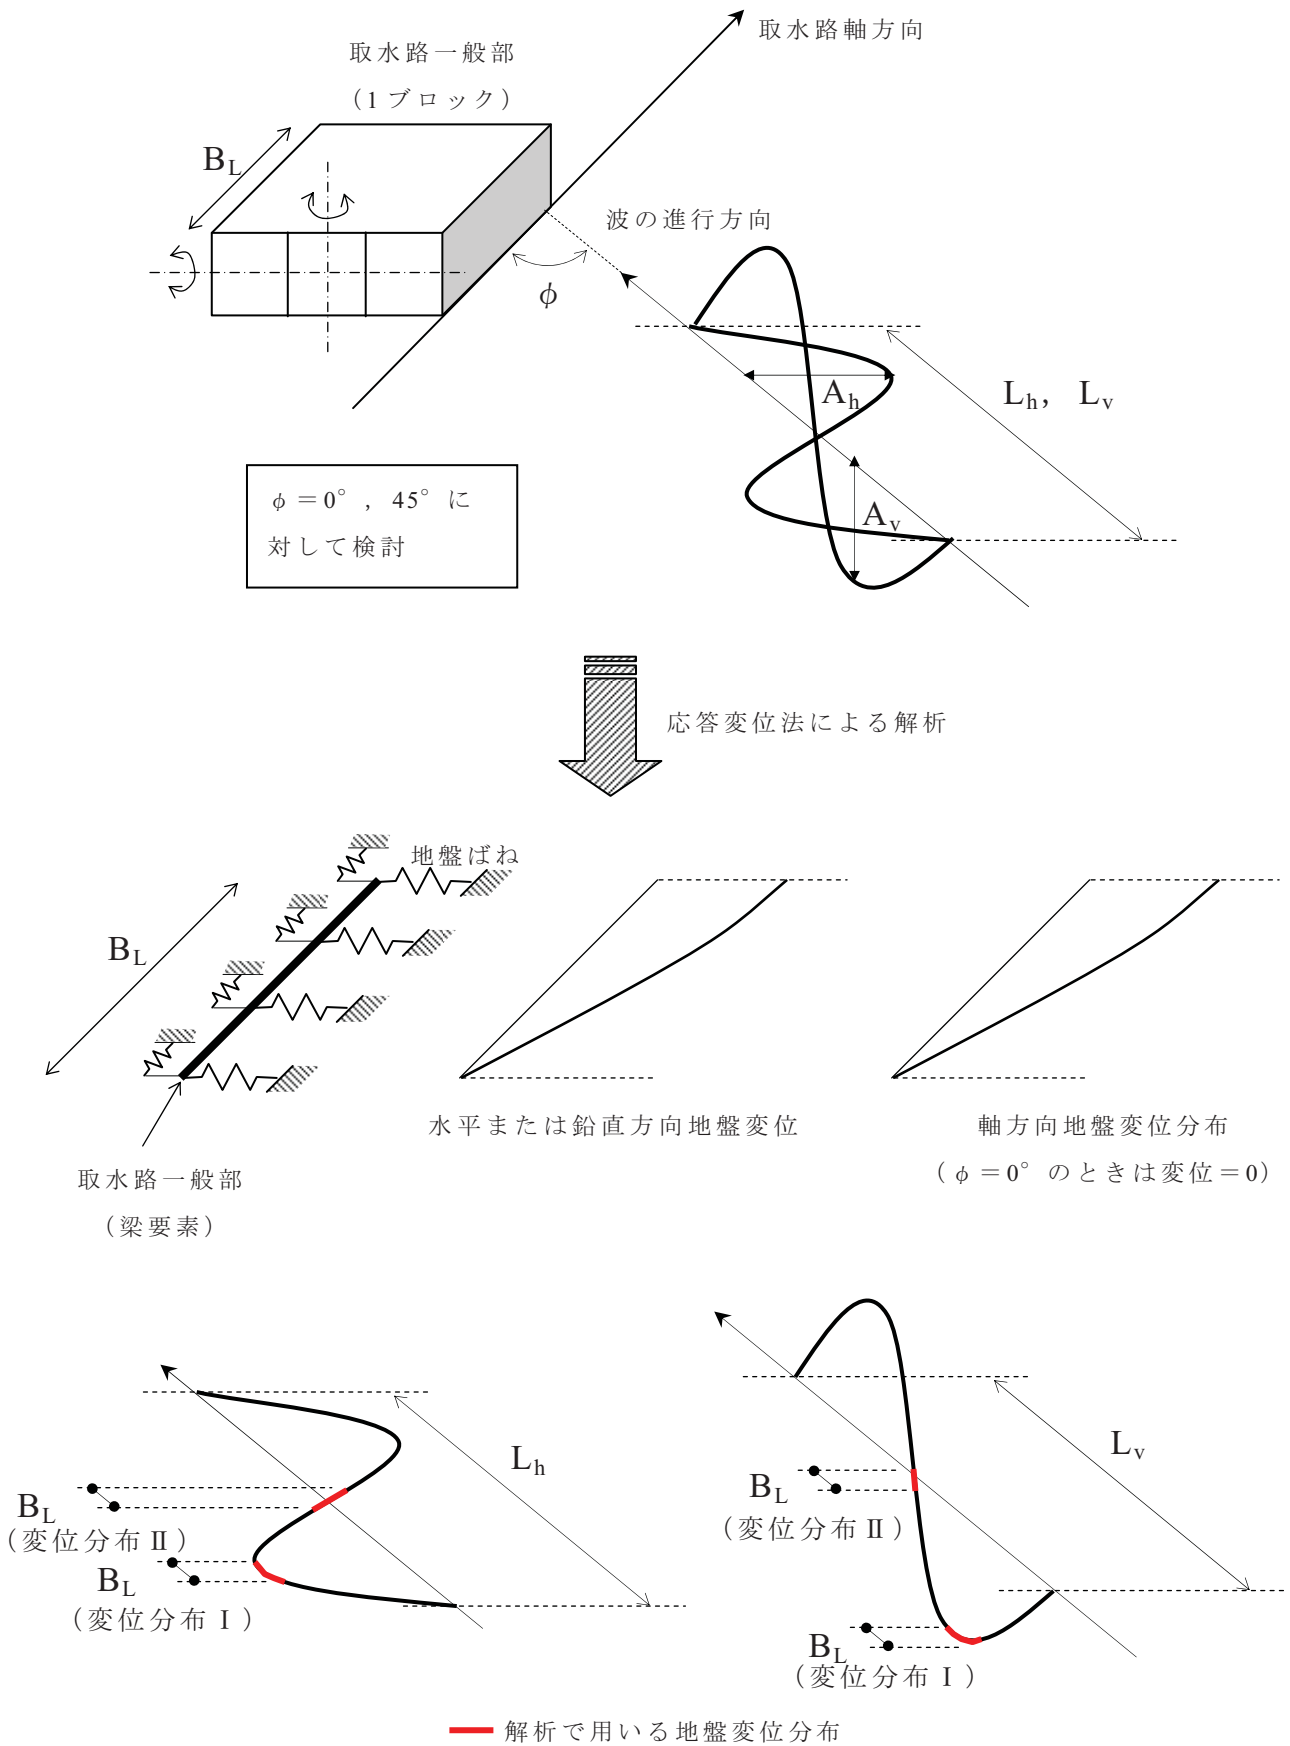 取水路軸方向
取水路一般部
（1ブロック）
B_L
波の進行方向
φ
A_h
L_h， L_v
φ＝0°，45°に
対して検討
A_v
応答変位法による解析
地盤ばね
B_L
水平または鉛直方向地盤変位
軸方向地盤変位分布
（φ＝0°のときは変位＝0）
取水路一般部
（梁要素）
L_h
B_L
（変位分布Ⅱ）
B_L
（変位分布Ⅰ）
L_v
B_L
（変位分布Ⅱ）
B_L
（変位分布Ⅰ）
解析で用いる地盤変位分布